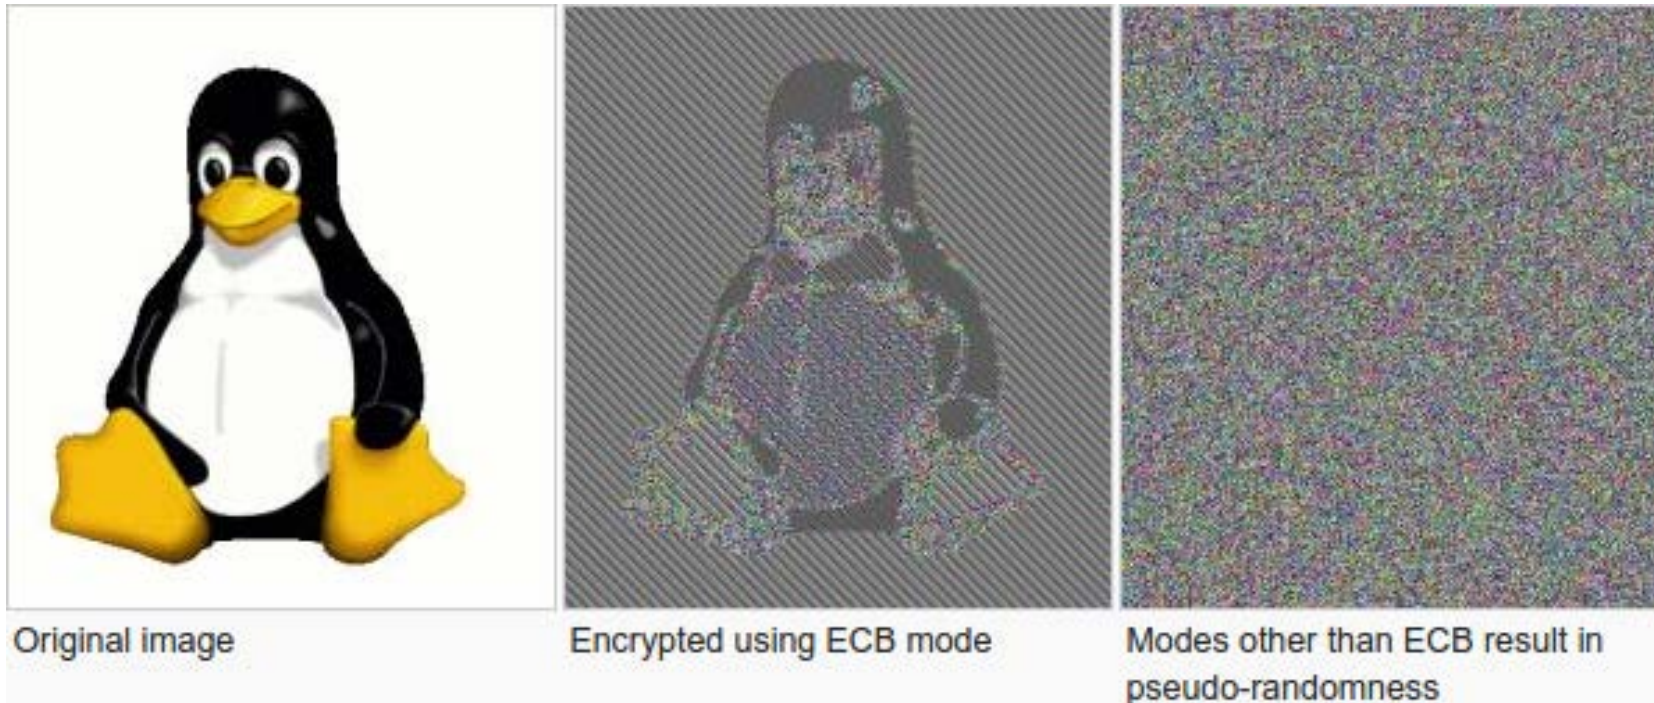 Original image
Encrypted using ECB mode
Modes other than ECB result in
pseudo-randomness